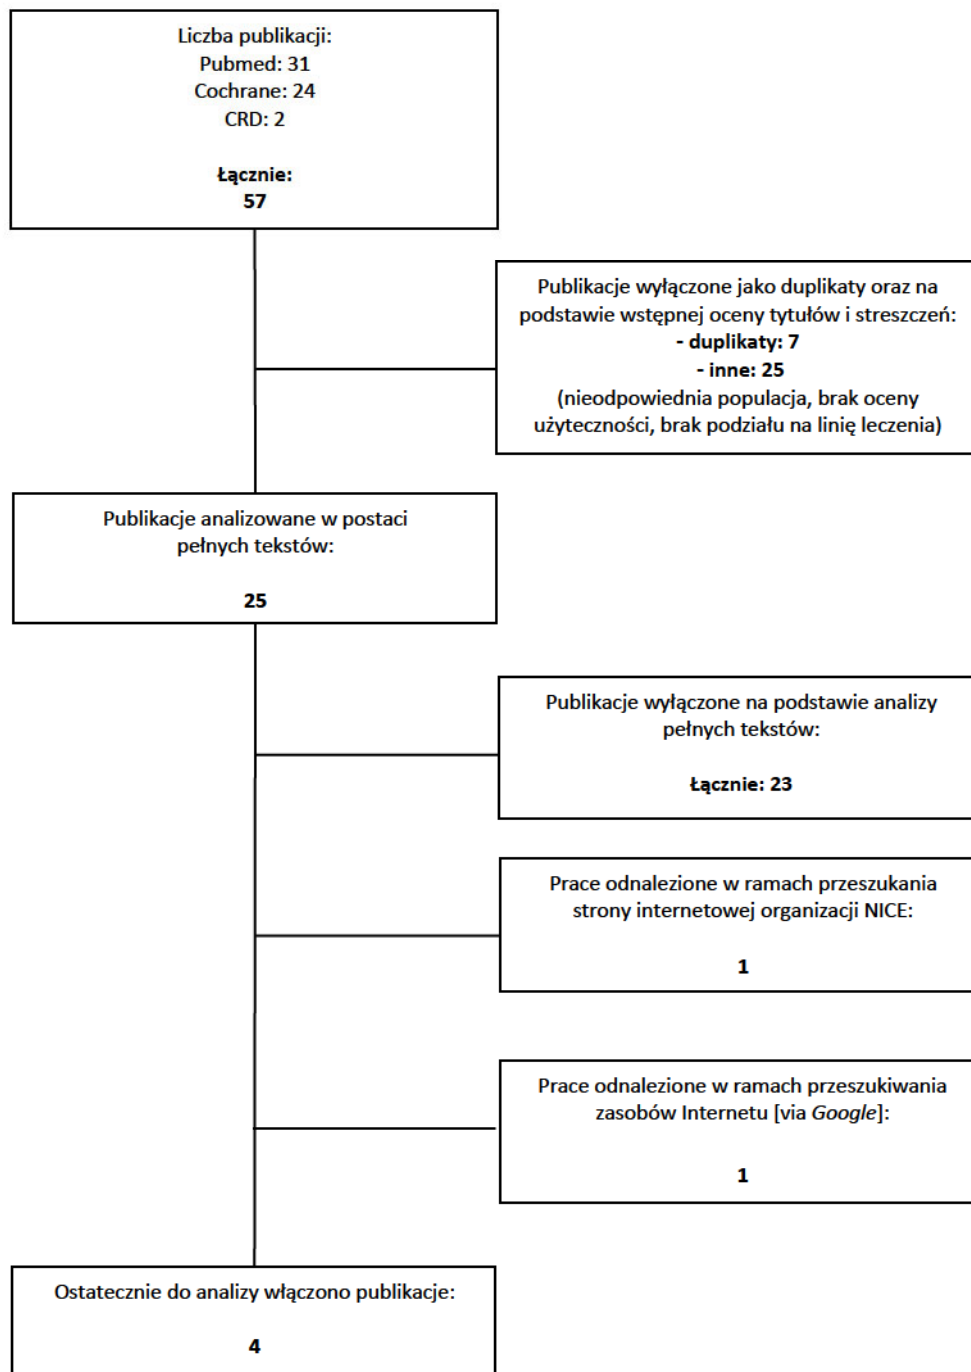 Liczba publikacji:
Pubmed: 31
Cochrane: 24
CRD: 2
Łącznie:
57
Publikacje wyłączone jako duplikaty oraz na
podstawie wstępnej oceny tytułów i streszczeń:
- duplikaty: 7
- inne: 25
(nieodpowiednia populacja, brak oceny
użyteczności, brak podziału na linię leczenia)
Publikacje analizowane w postaci
pełnych tekstów:
25
Publikacje wyłączone na podstawie analizy
pełnych tekstów:
Łącznie: 23
Prace odnalezione w ramach przeszukania
strony internetowej organizacji NICE:
1
Prace odnalezione w ramach przeszukiwania
zasobów Internetu [via Google]:
1
Ostatecznie do analizy włączono publikacje:
4